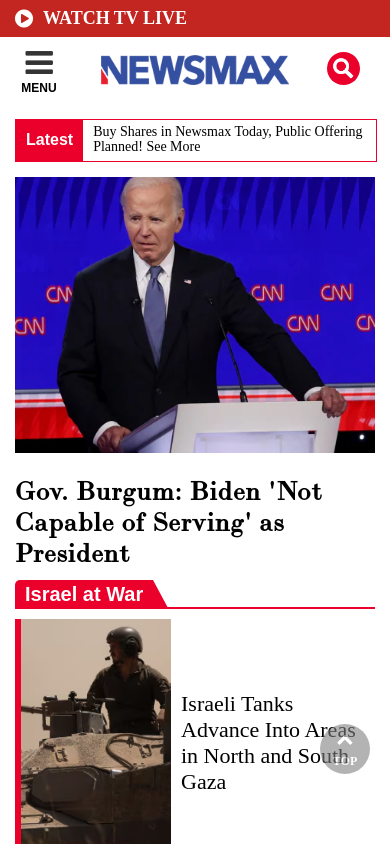 WATCH TV LIVE
MENU
NEWSMAX
Latest
Buy Shares in Newsmax Today, Public Offering
Planned! See More
CNN
CNN
CNN
CNN
CNN
CNN
Gov. Burgum: Biden 'Not
Capable of Serving' as
President
Israel at War
Israeli Tanks
Advance Into Areas
in North and South
Gaza
TOP